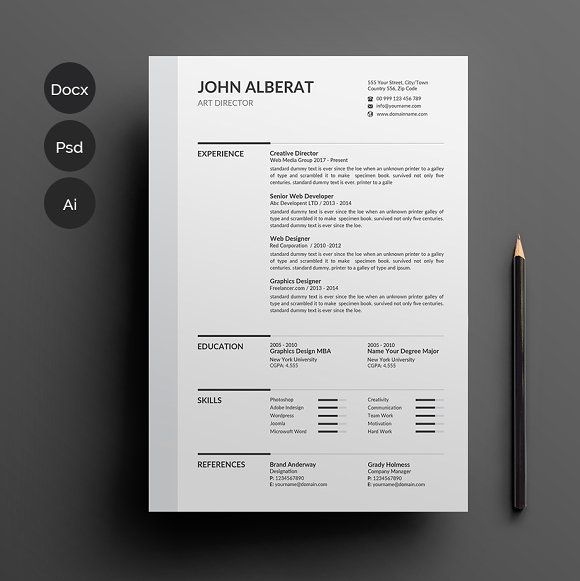 Docx
Psd
Ai
JOHN ALBERAT
ART DIRECTOR
555 Your Street, City/Town
Country 556, Zip Code
00 999 123 456 789
info@yourname.com
www.domainname.com
EXPERIENCE
Creative Director
Web Media Group 2017 - Present
standard dummy text is ever since the loe when an unknown printer to a galley
of type and scrambled it to make specimen book. survived not only five
centuries. standard dummy text is ever. printer to a galle
Senior Web Developer
Abc Developent LTD / 2013 - 2014
standard dummy text is ever since the loe when an unknown printer galley of
type and scrambled it to make specimen book. survived not only five centuries.
standard dummy text is ever since the loe.
Web Designer
Red Corporation / 2010 -2012
standard dummy text is ever since the loe when an unknown printer to a galley
of type and scrambled it to make specimen book. survived not only five
centuries. standard dummy. printer to a galley of type and ipsum.
Graphics Designer
Freelancer.com / 2013 - 2014
standard dummy text is ever since the loe when an unknown printer galley of
type and scrambled it to make specimen book. survived not only five centuries.
standard dummy text is ever since the loe.
EDUCATION
2005 - 2010
Graphics Design MBA
New York University
CGPA: 4.555
2005 - 2010
Name Your Degree Major
New York University
CGPA: 4.555
SKILLS
Photoshop
Adobe Indesign
Wordpress
Joomla
Microsoft Word
Creativity
Communication
Team Work
Motivation
Hard Work
REFERENCES
Brand Anderway
Designation
P: 1234567890
E: yourname@domain.com
Grady Holmess
Company Manager
P: 1234567890
E: yourname@domain.com